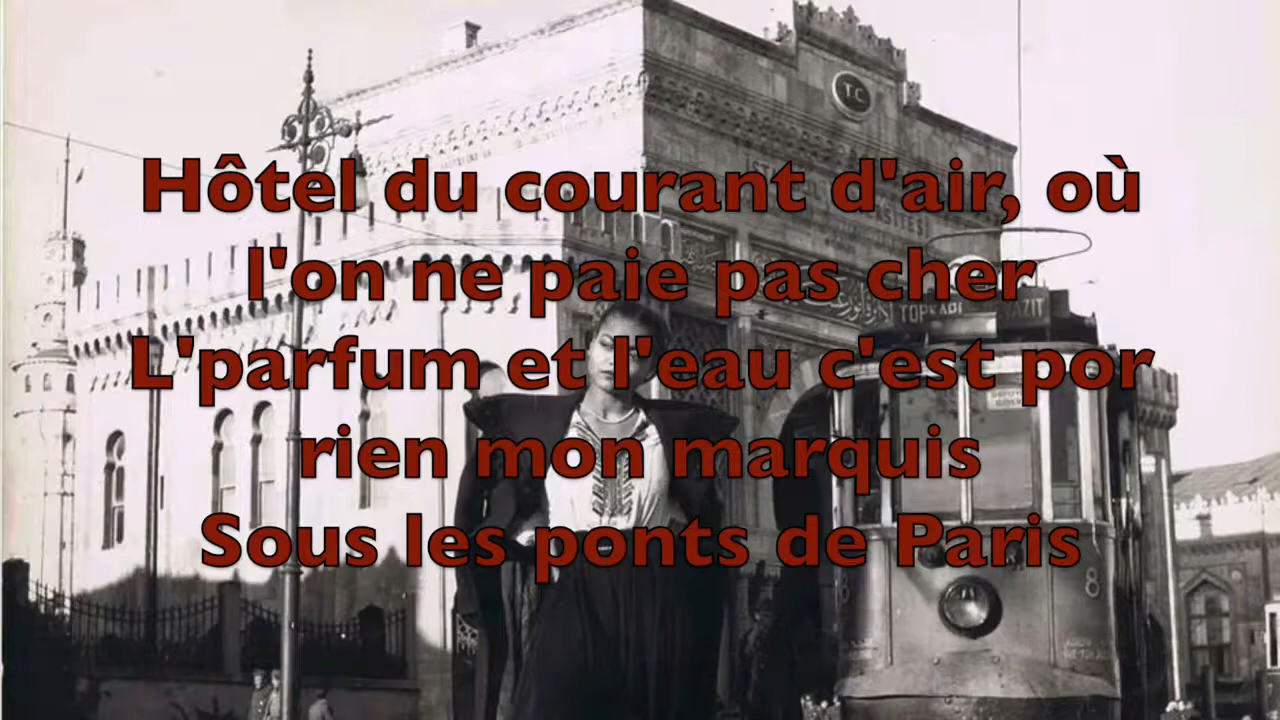 Hôtel du courant d'air, où
l'on ne paie pas cher
L'parfum et l'eau c'est por
rien mon marquis
Sous les ponts de Paris
T.C
TOPKAPI
8